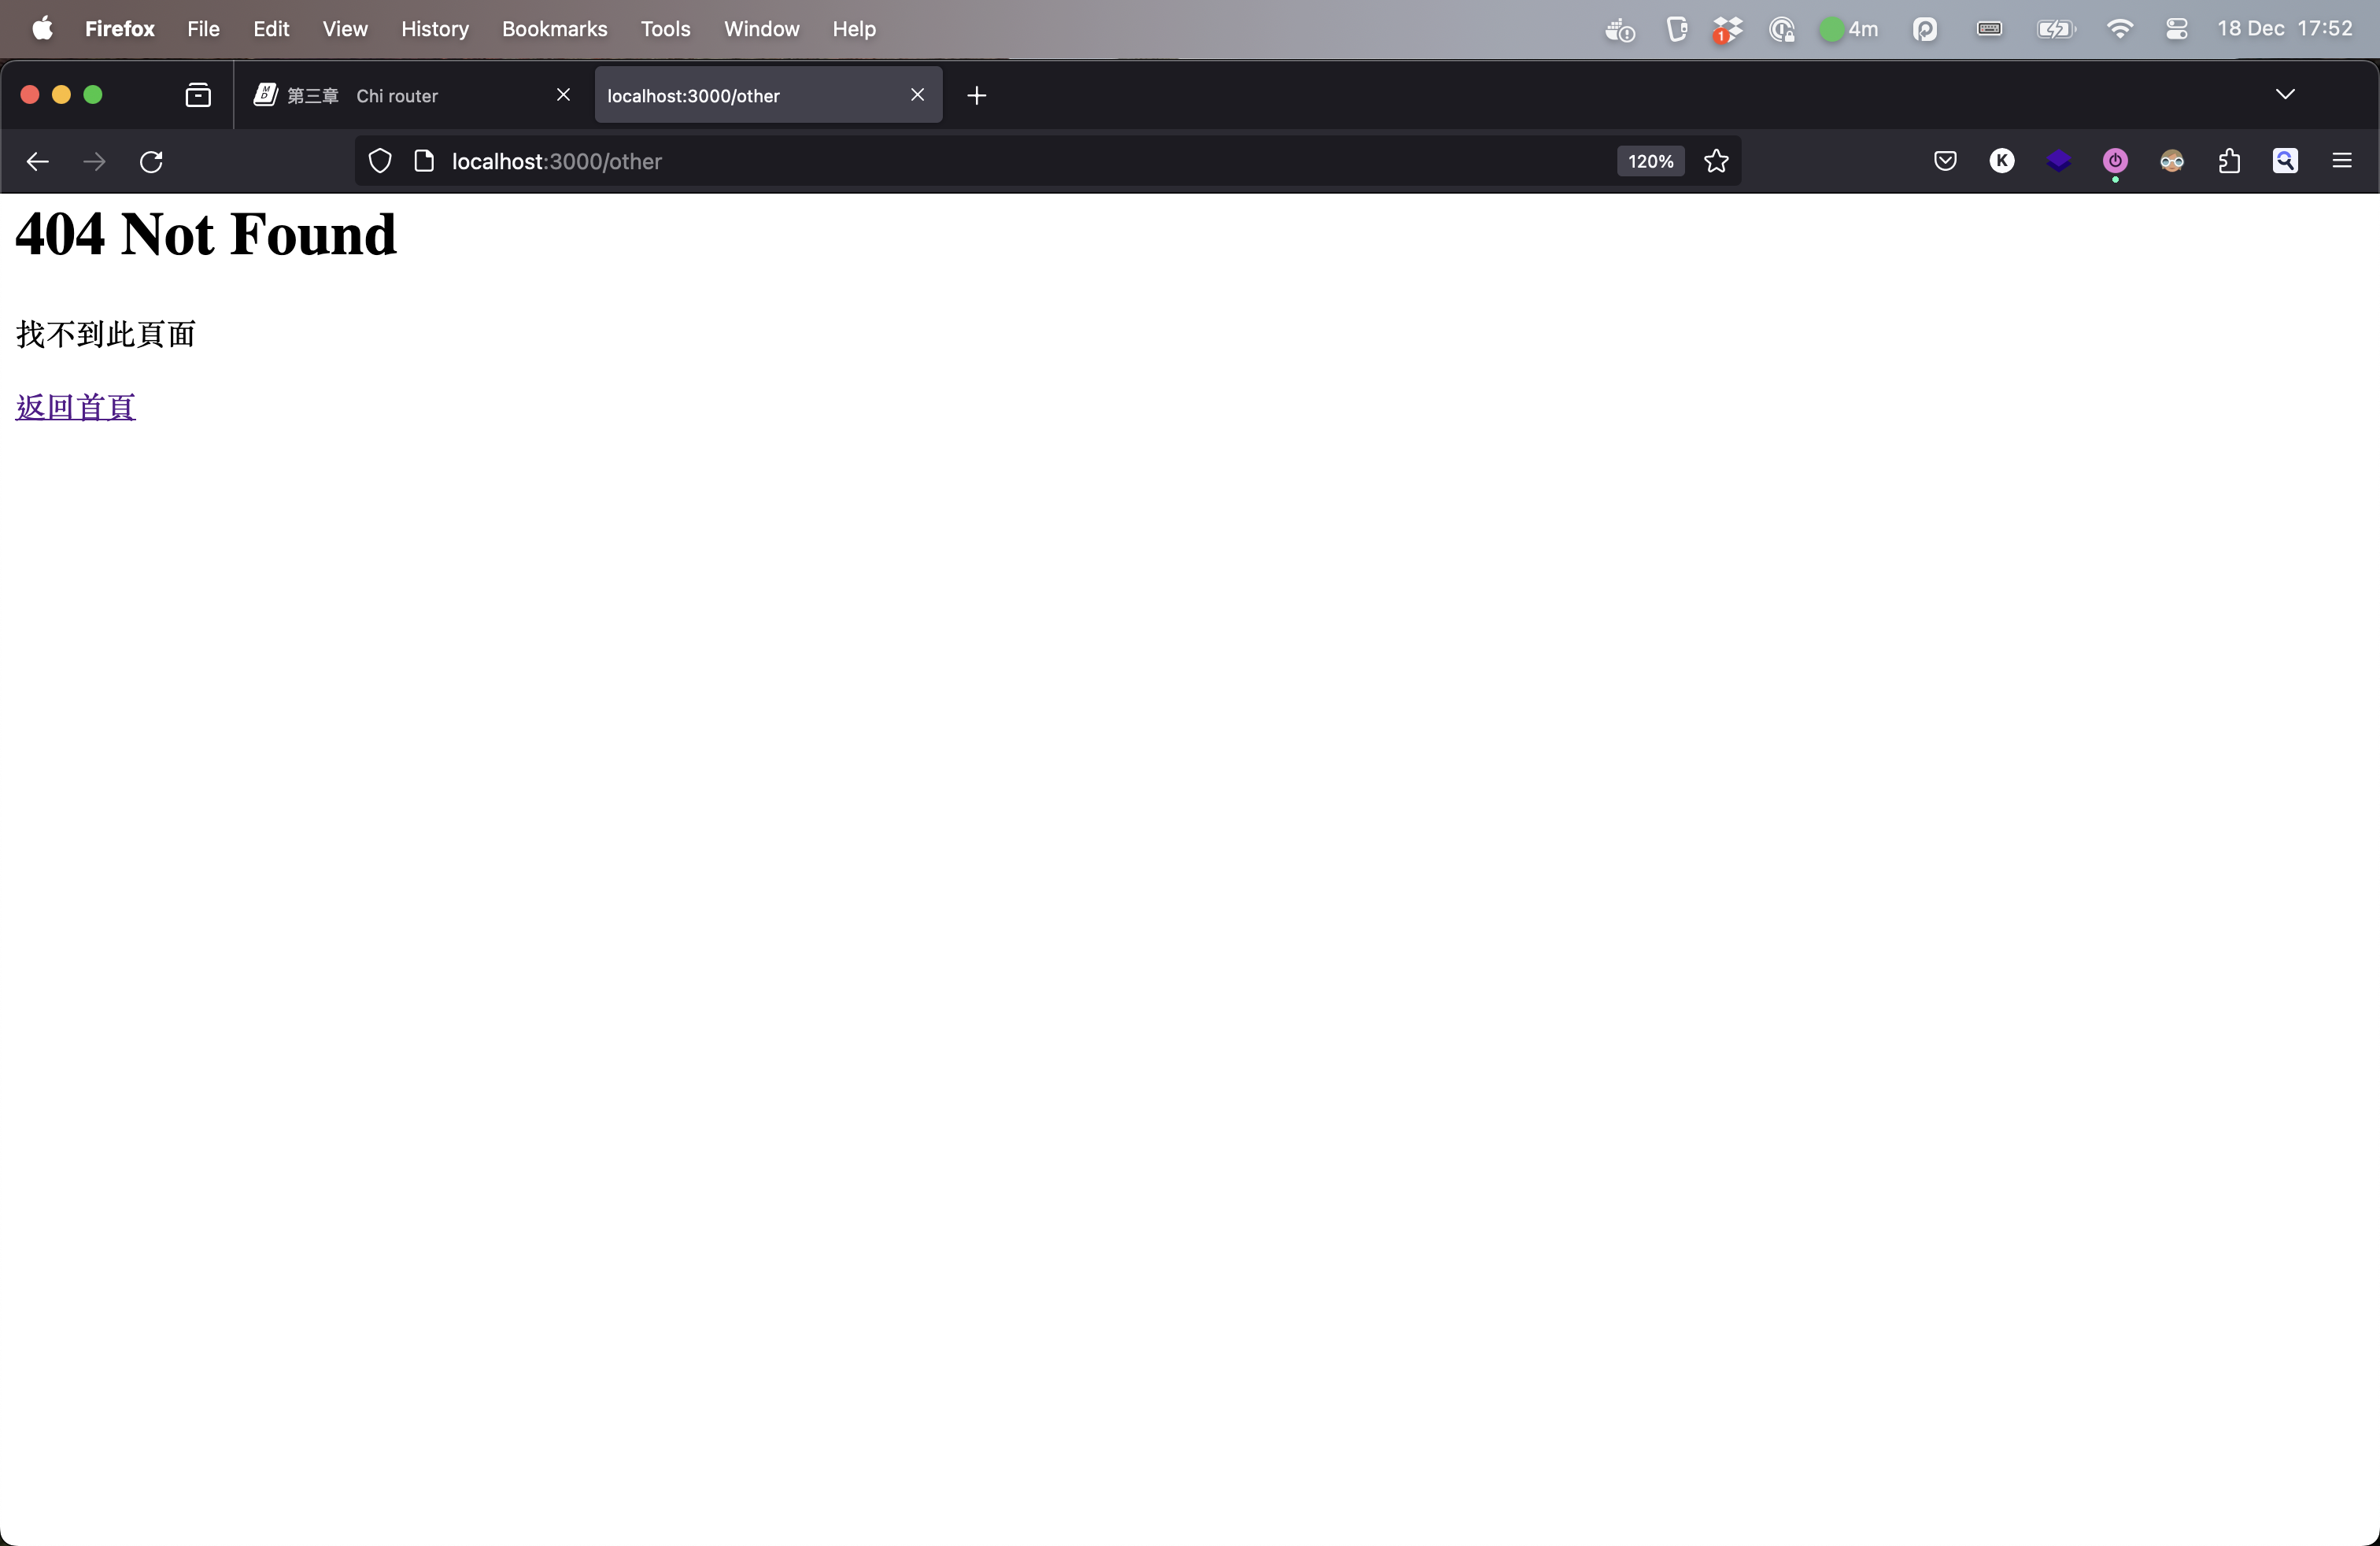 Firefox File Edit View History Bookmarks Tools Window Help 1 4m 18 Dec 17:52
第三章 Chi router localhost:3000/other
localhost:3000/other 120% K
404 Not Found
找不到此頁面
返回首頁